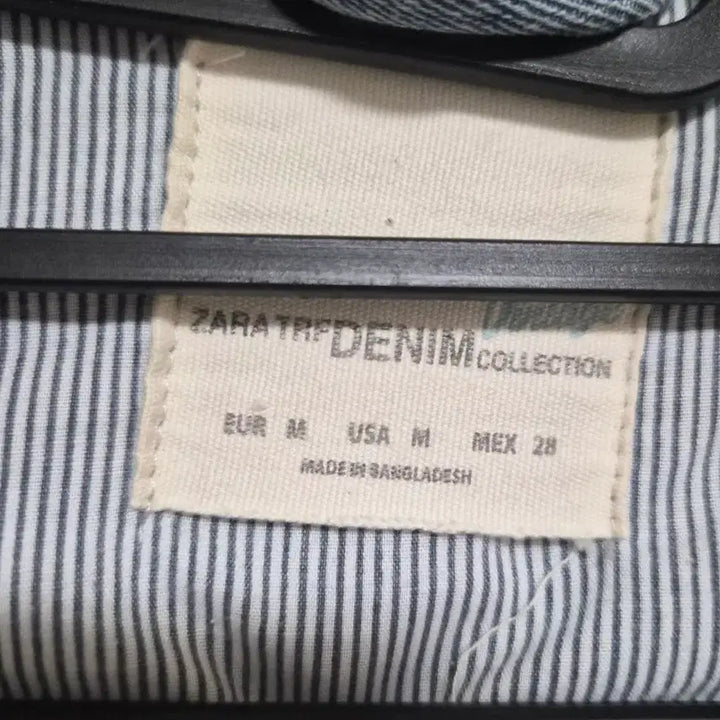 ZARA TRF DENIM COLLECTION
EUR M USA M MEX 28
MADE IN BANGLADESH